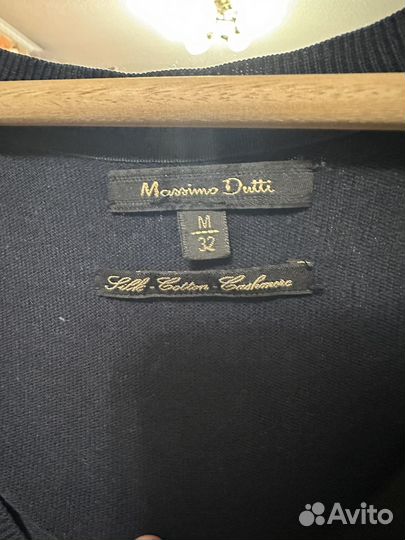 Massimo Dutti
M
32
Silk - Cotton - Cashmere
Avito